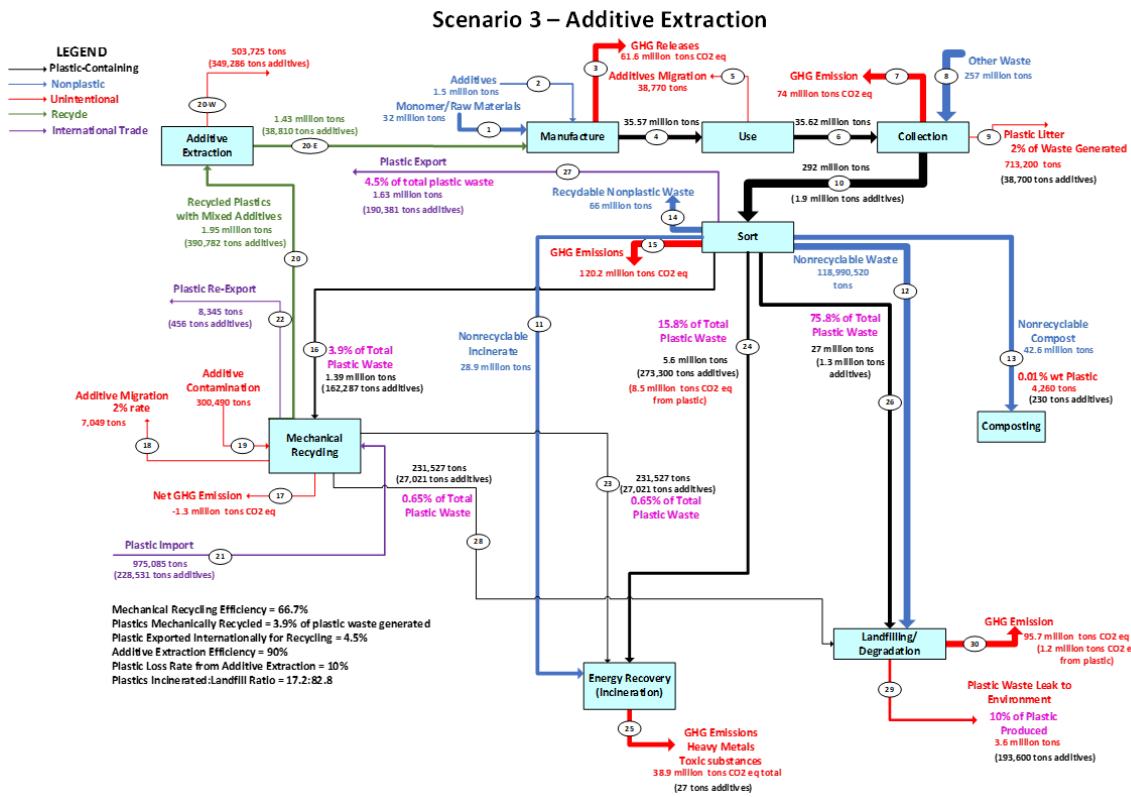 Scenario 3 – Additive Extraction
LEGEND
Plastic-Containing
Nonplastic
Unintentional
Recycle
International Trade
503,725 tons
(349,286 tons additives)
20-W
Additive
Extraction
1.43 million tons
(38,810 tons additives)
20-E
Additives
1.5 million tons
2
Monomer/Raw Materials
32 million tons
1
GHG Releases
61.6 million tons CO2 eq
3
Manufacture
35.57 million tons
4
Additives Migration
38,770 tons
5
Use
35.62 million tons
6
GHG Emission
74 million tons CO2 eq
7
8
Other Waste
257 million tons
Collection
9
Plastic Litter
2% of Waste Generated
713,200 tons
(38,700 tons additives)
292 million tons
10
(1.9 million tons additives)
Plastic Export
27
4.5% of total plastic waste
1.63 million tons
(190,381 tons additives)
Recyclable Nonplastic Waste
66 million tons
14
Sort
GHG Emissions
15
120.2 million tons CO2 eq
Recycled Plastics
with Mixed Additives
1.95 million tons
(390,782 tons additives)
20
Plastic Re-Export
8,345 tons
(456 tons additives)
22
16
3.9% of Total
Plastic Waste
1.39 million tons
(162,287 tons additives)
11
Nonrecyclable
Incinerate
28.9 million tons
15.8% of Total
Plastic Waste
24
5.6 million tons
(273,300 tons additives)
(8.5 million tons CO2 eq
from plastic)
Nonrecyclable Waste
118,990,520
tons
12
75.8% of Total
Plastic Waste
27 million tons
(1.3 million tons
additives)
26
Nonrecyclable
Compost
42.6 million tons
13
0.01% wt Plastic
4,260 tons
(230 tons additives)
Composting
Additive
Contamination
300,490 tons
19
Additive Migration
2% rate
7,049 tons
18
Mechanical
Recycling
Net GHG Emission
17
-1.3 million tons CO2 eq
231,527 tons
(27,021 tons additives)
0.65% of Total
Plastic Waste
28
23
231,527 tons
(27,021 tons additives)
0.65% of Total
Plastic Waste
Plastic Import
21
975,085 tons
(228,531 tons additives)
Mechanical Recycling Efficiency = 66.7%
Plastics Mechanically Recycled = 3.9% of plastic waste generated
Plastic Exported Internationally for Recycling = 4.5%
Additive Extraction Efficiency = 90%
Plastic Loss Rate from Additive Extraction = 10%
Plastics Incinerated:Landfill Ratio = 17.2:82.8
Energy Recovery
(Incineration)
25
GHG Emissions
Heavy Metals
Toxic substances
38.9 million tons CO2 eq total
(27 tons additives)
Landfilling/
Degradation
GHG Emission
30
95.7 million tons CO2 eq
(1.2 million tons CO2 e
from plastic)
29
Plastic Waste Leak to
Environment
10% of Plastic
Produced
3.6 million tons
(193,600 tons additives)